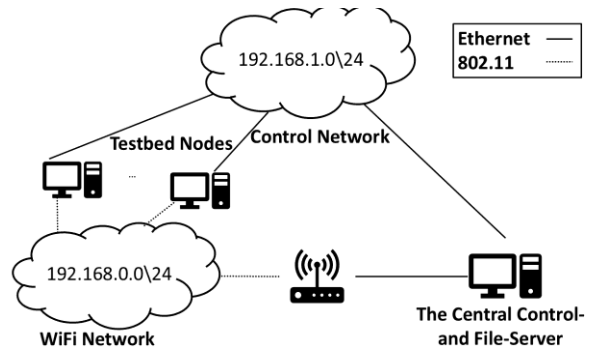 Ethernet
802.11
192.168.1.0\24
Testbed Nodes
Control Network
...
192.168.0.0\24
WiFi Network
The Central Control-
and File-Server